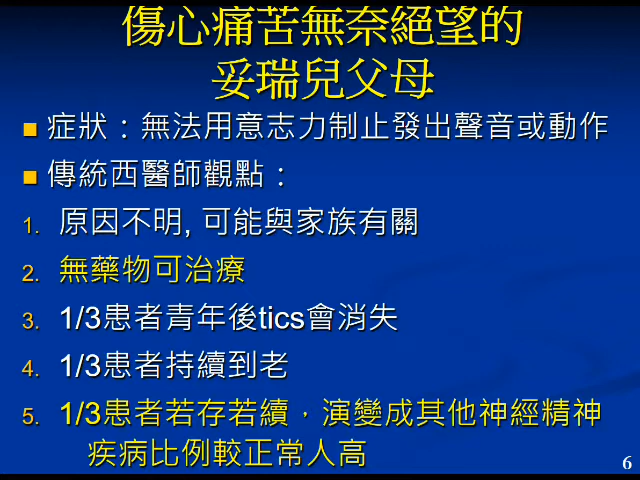 傷心痛苦無奈絕望的
妥瑞兒父母
■ 症狀：無法用意志力制止發出聲音或動作
■ 傳統西醫師觀點：
1. 原因不明, 可能與家族有關
2. 無藥物可治療
3. 1/3患者青年後tics會消失
4. 1/3患者持續到老
5. 1/3患者若存若續，演變成其他神經精神
疾病比例較正常人高
6